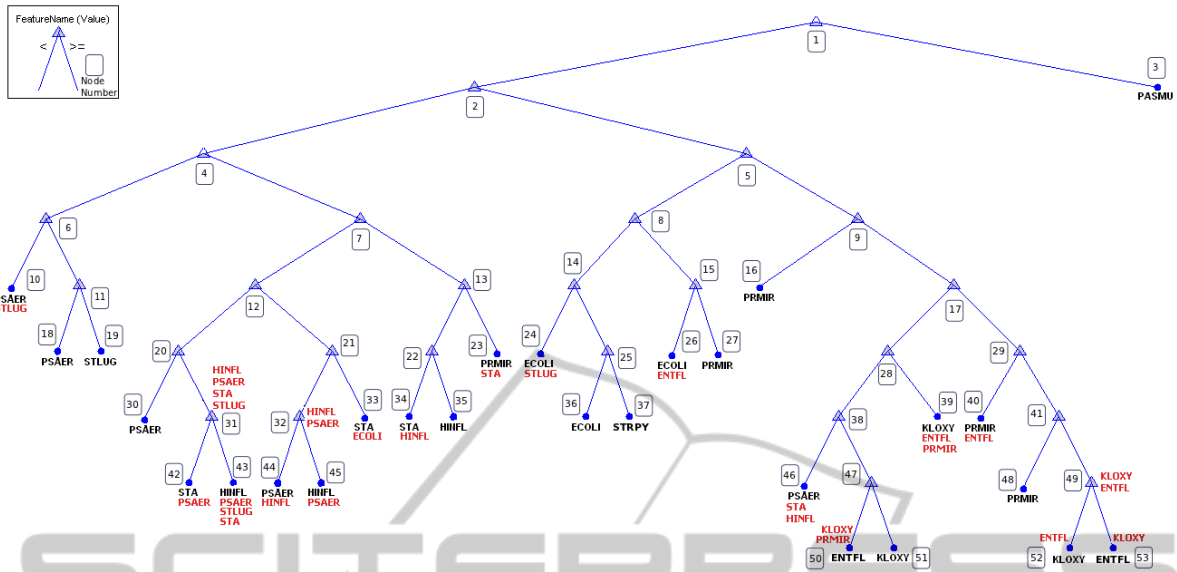 FeatureName (Value)
< >=
Node
Number
1
3
PASMU
2
4
5
6
7
8
9
10
PSAER
STLUG
11
12
13
14
15
16
PRMIR
17
18
PSAER
19
STLUG
20
21
22
23
PRMIR
STA
24
ECOLI
STLUG
25
26
ECOLI
ENTFL
27
PRMIR
28
29
30
PSAER
HINFL
PSAER
STA
STLUG
31
32
HINFL
PSAER
33
STA
ECOLI
34
STA
HINFL
35
HINFL
36
ECOLI
37
STRPY
38
39
KLOXY
ENTFL
PRMIR
40
PRMIR
ENTFL
41
42
STA
PSAER
43
HINFL
PSAER
STLUG
STA
44
PSAER
HINFL
45
HINFL
PSAER
46
PSAER
STA
HINFL
47
48
PRMIR
49
KLOXY
ENTFL
KLOXY
PRMIR
50
ENTFL
KLOXY
51
ENTFL
52
KLOXY
KLOXY
ENTFL
53
SCITEPRESS